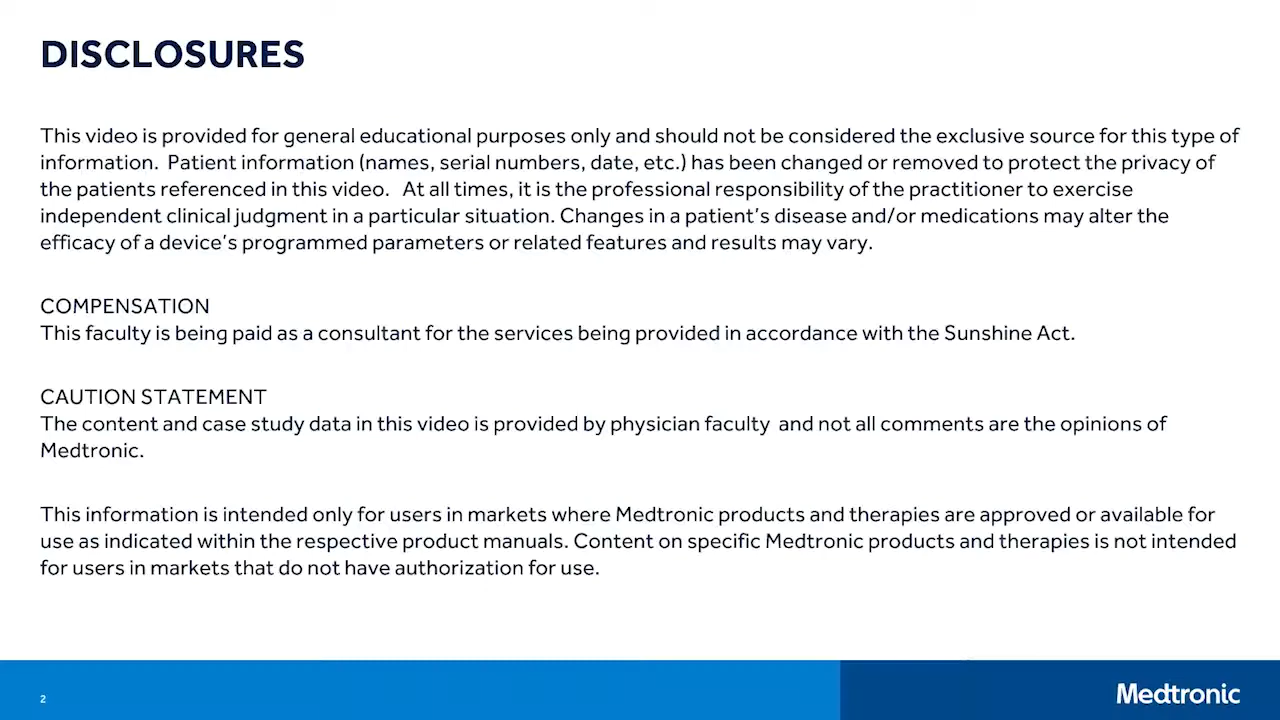 DISCLOSURES
This video is provided for general educational purposes only and should not be considered the exclusive source for this type of
information.  Patient information (names, serial numbers, date, etc.) has been changed or removed to protect the privacy of
the patients referenced in this video.   At all times, it is the professional responsibility of the practitioner to exercise
independent clinical judgment in a particular situation. Changes in a patient’s disease and/or medications may alter the
efficacy of a device’s programmed parameters or related features and results may vary.
COMPENSATION
This faculty is being paid as a consultant for the services being provided in accordance with the Sunshine Act.
CAUTION STATEMENT
The content and case study data in this video is provided by physician faculty  and not all comments are the opinions of
Medtronic.
This information is intended only for users in markets where Medtronic products and therapies are approved or available for
use as indicated within the respective product manuals. Content on specific Medtronic products and therapies is not intended
for users in markets that do not have authorization for use.
2
Medtronic